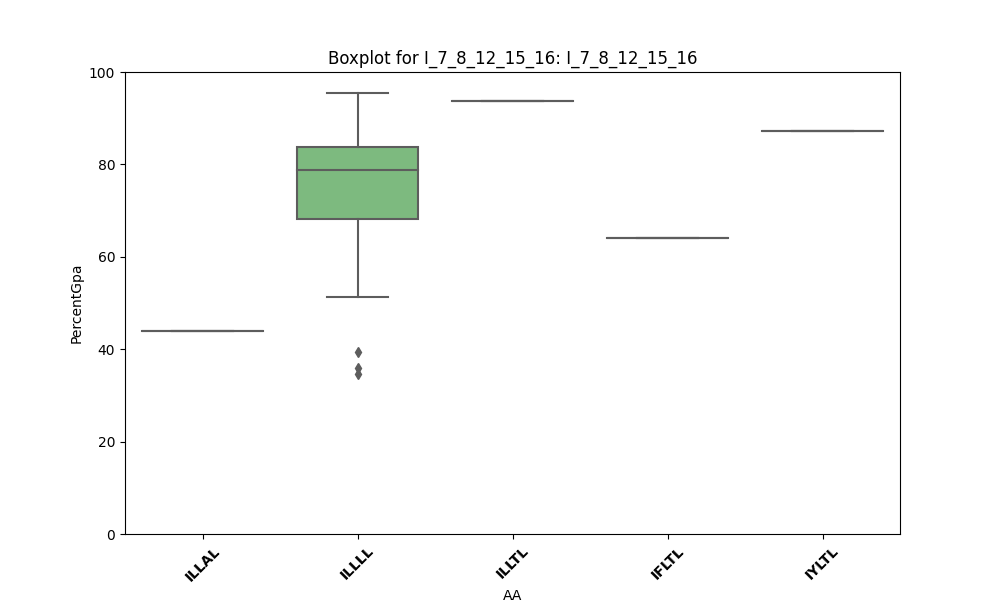 Boxplot for I_7_8_12_15_16: I_7_8_12_15_16
100
80
60
40
20
0
PercentGpa
ILLAL
ILLLL
ILLTL
IFLTL
IYLTL
AA